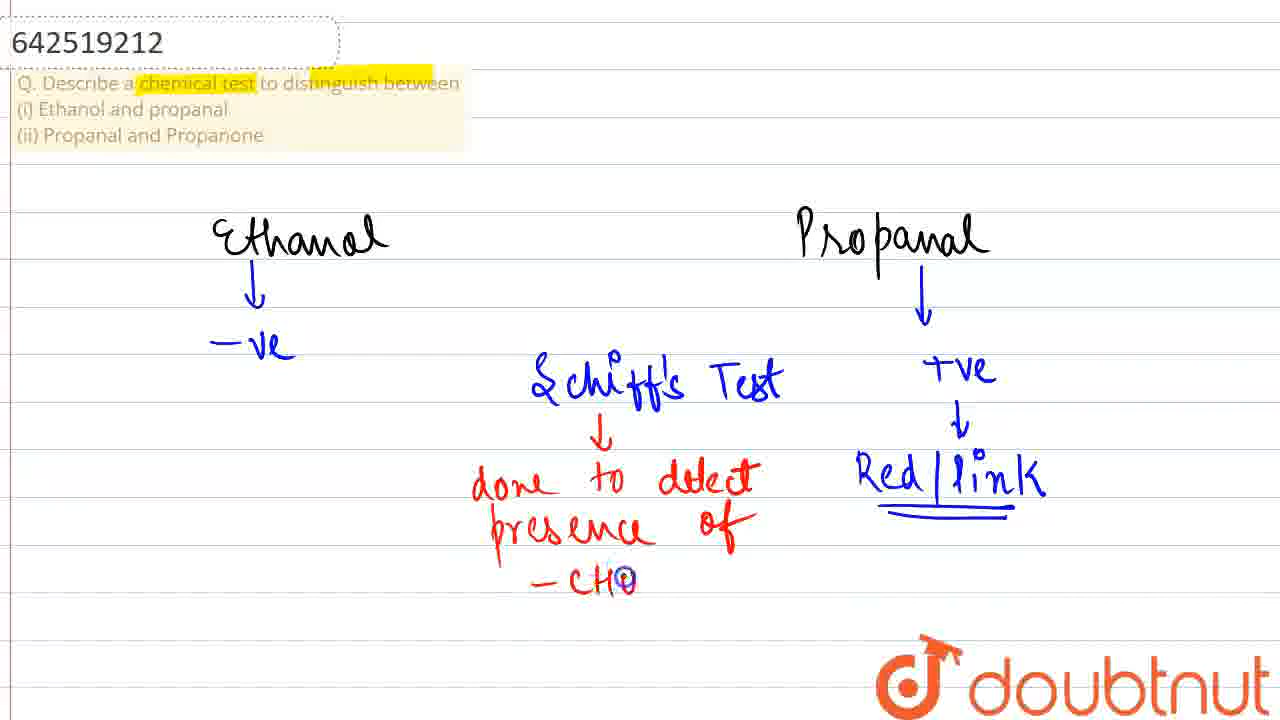 642519212
Q. Describe a chemical test to distinguish between
(i) Ethanol and propanal
(ii) Propanal and Propanone
Ethanol
Propanal
-ve
+ve
Schiff's Test
done to detect
presence of
-CHO
Red/Pink
doubtnut